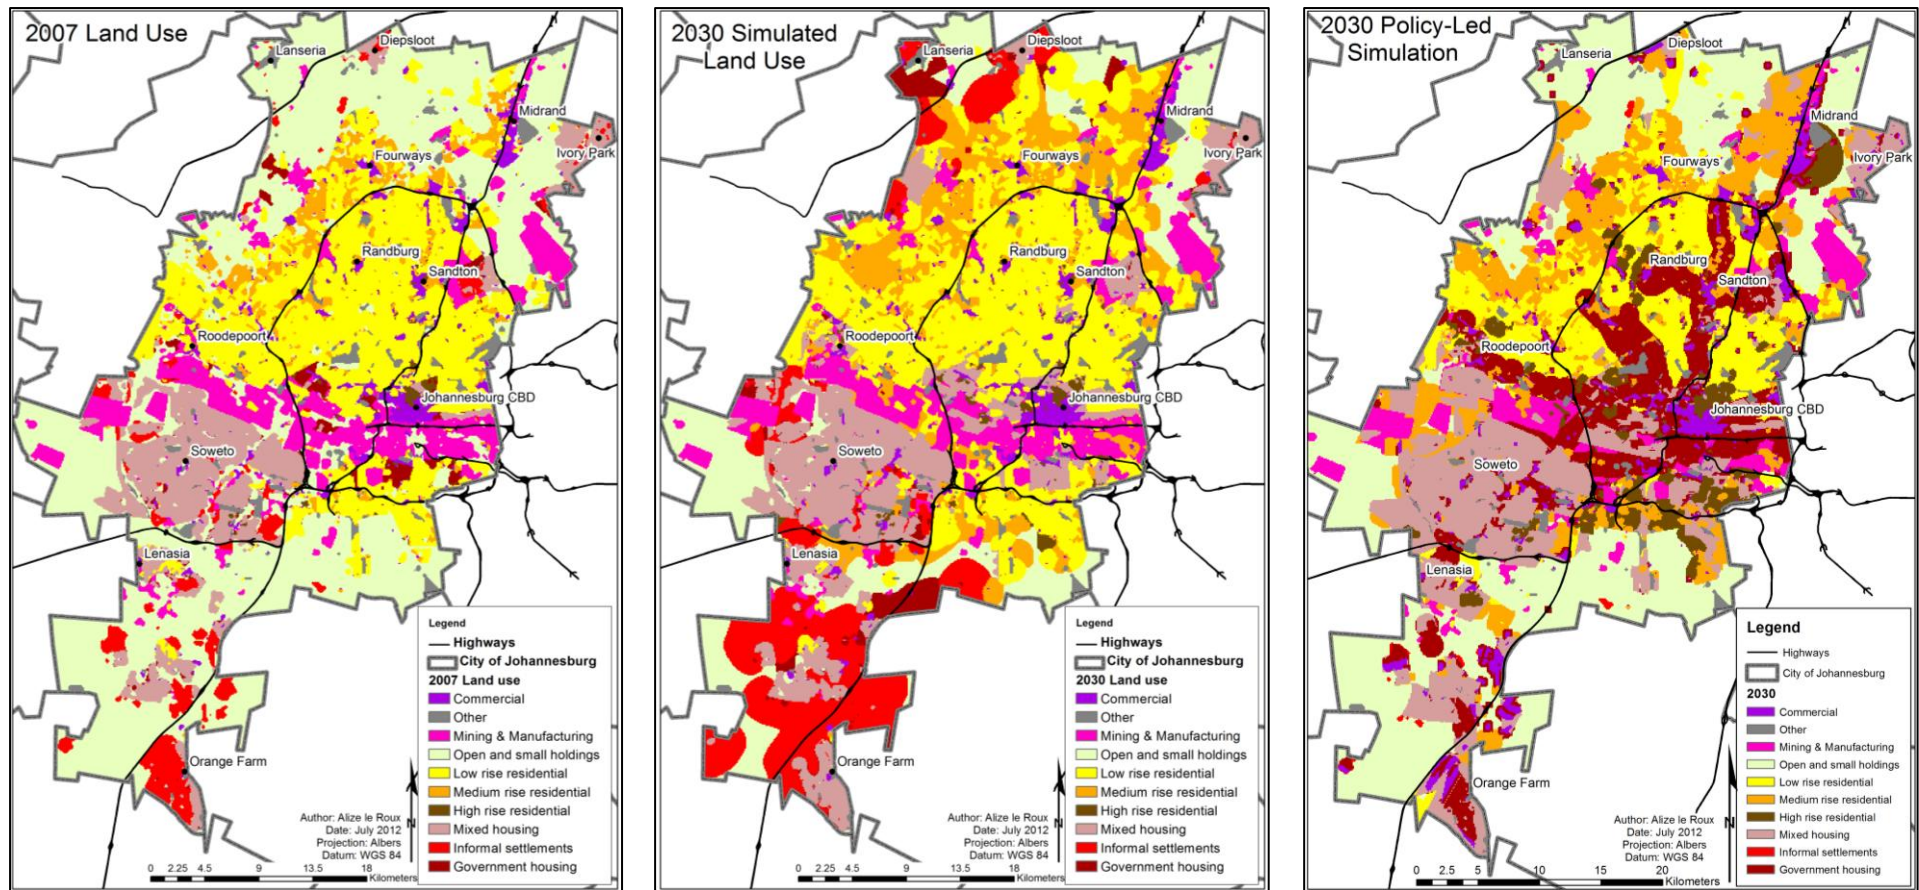 2007 Land Use
Lanseria
Diepsloot
Midrand
Ivory Park
Fourways
Randburg
Sandton
Roodepoort
Johannesburg CBD
Soweto
Lenasia
Orange Farm
Legend
Highways
City of Johannesburg
2007 Land use
Commercial
Other
Mining & Manufacturing
Open and small holdings
Low rise residential
Medium rise residential
High rise residential
Mixed housing
Informal settlements
Government housing
Author: Alize le Roux
Date: July 2012
Projection: Albers
Datum: WGS 84
N
0 2.25 4.5 9 13.5 18
Kilometers
2030 Simulated
Land Use
Lanseria
Diepsloot
Midrand
Ivory Park
Fourways
Randburg
Sandton
Roodepoort
Johannesburg CBD
Soweto
Lenasia
Orange Farm
Legend
Highways
City of Johannesburg
2030 Land use
Commercial
Other
Mining & Manufacturing
Open and small holdings
Low rise residential
Medium rise residential
High rise residential
Mixed housing
Informal settlements
Government housing
Author: Alize le Roux
Date: July 2012
Projection: Albers
Datum: WGS 84
N
0 2.25 4.5 9 13.5 18
Kilometers
2030 Policy-Led
Simulation
Lanseria
Diepsloot
Midrand
Ivory Park
Fourways
Randburg
Sandton
Roodepoort
Johannesburg CBD
Soweto
Lenasia
Orange Farm
Legend
Highways
City of Johannesburg
2030
Commercial
Other
Mining & Manufacturing
Open and small holdings
Low rise residential
Medium rise residential
High rise residential
Mixed housing
Informal settlements
Government housing
Author: Alize le Roux
Date: July 2012
Projection: Albers
Datum: WGS 84
N
0 2.5 5 10 15 20
Kilometers